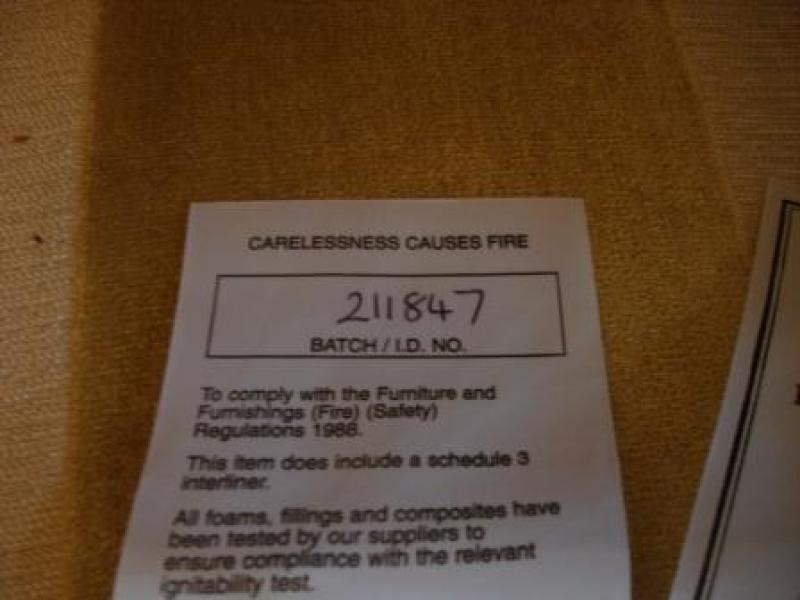 CARELESSNESS CAUSES FIRE
211847
BATCH / I.D. NO.
To comply with the Furniture and
Furnishings (Fire) (Safety)
Regulations 1988.
This item does include a schedule 3
interliner.
All foams, fillings and composites have
been tested by our suppliers to
ensure compliance with the relevant
ignitability test.